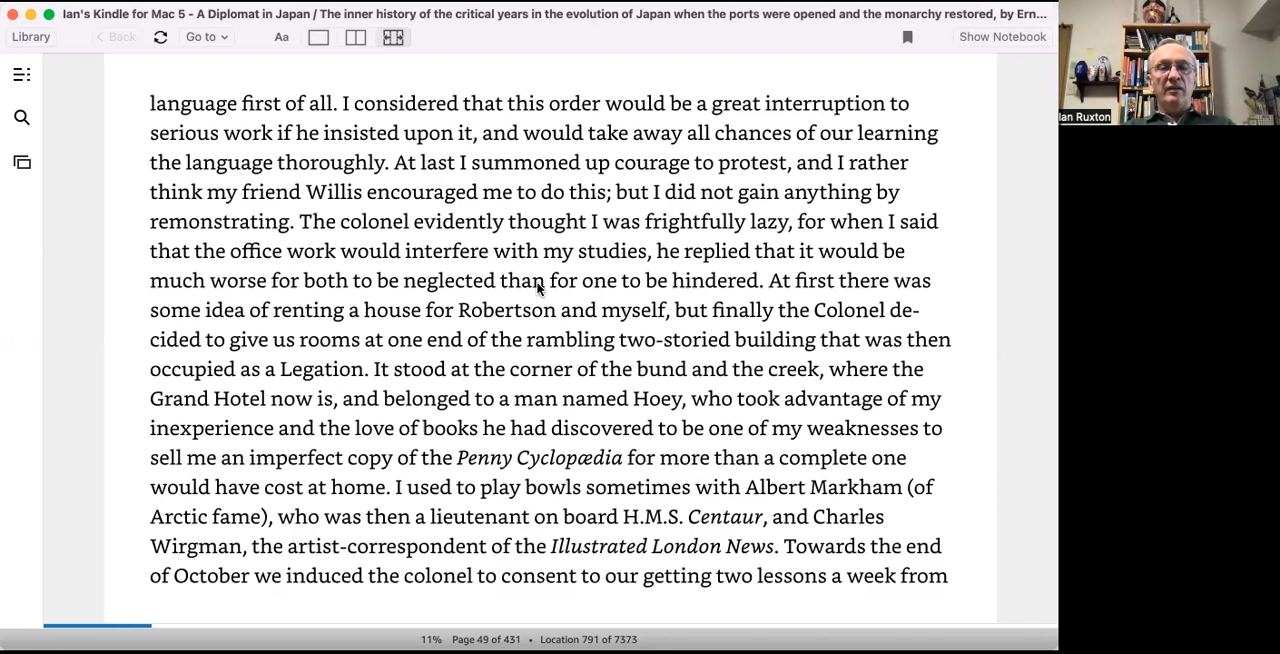 Ian's Kindle for Mac 5 - A Diplomat in Japan / The inner history of the critical years in the evolution of Japan when the ports were opened and the monarchy restored, by Ern...
Library
Back
Go to
Aa
Show Notebook
language first of all. I considered that this order would be a great interruption to
serious work if he insisted upon it, and would take away all chances of our learning
the language thoroughly. At last I summoned up courage to protest, and I rather
think my friend Willis encouraged me to do this; but I did not gain anything by
remonstrating. The colonel evidently thought I was frightfully lazy, for when I said
that the office work would interfere with my studies, he replied that it would be
much worse for both to be neglected than for one to be hindered. At first there was
some idea of renting a house for Robertson and myself, but finally the Colonel de-
cided to give us rooms at one end of the rambling two-storied building that was then
occupied as a Legation. It stood at the corner of the bund and the creek, where the
Grand Hotel now is, and belonged to a man named Hoey, who took advantage of my
inexperience and the love of books he had discovered to be one of my weaknesses to
sell me an imperfect copy of the Penny Cyclopædia for more than a complete one
would have cost at home. I used to play bowls sometimes with Albert Markham (of
Arctic fame), who was then a lieutenant on board H.M.S. Centaur, and Charles
Wirgman, the artist-correspondent of the Illustrated London News. Towards the end
of October we induced the colonel to consent to our getting two lessons a week from
11% Page 49 of 431 • Location 791 of 7373
Ian Ruxton